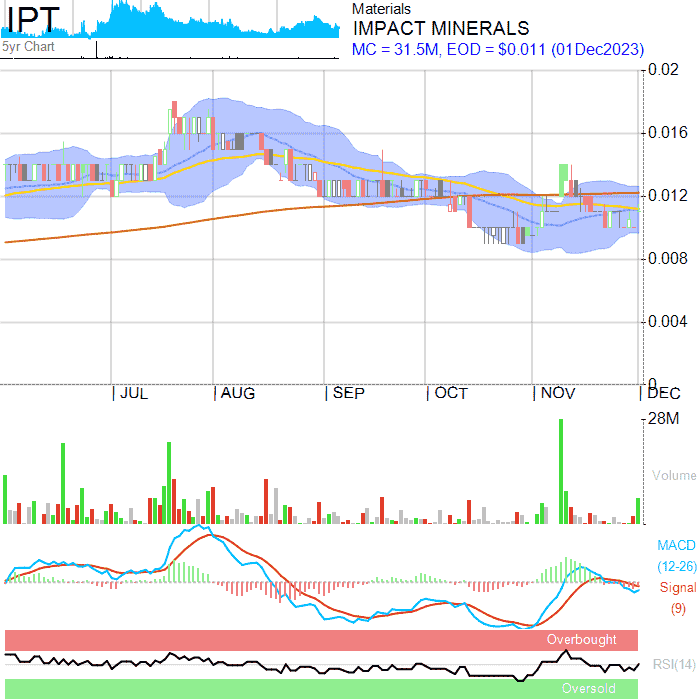 IPT
5yr Chart
Materials
IMPACT MINERALS
MC = 31.5M, EOD = $0.011 (01Dec2023)
0.02
0.016
0.012
0.008
0.004
0
JUL AUG SEP OCT NOV DEC
28M
Volume
MACD
(12-26)
Signal
(9)
Overbought
RSI(14)
Oversold